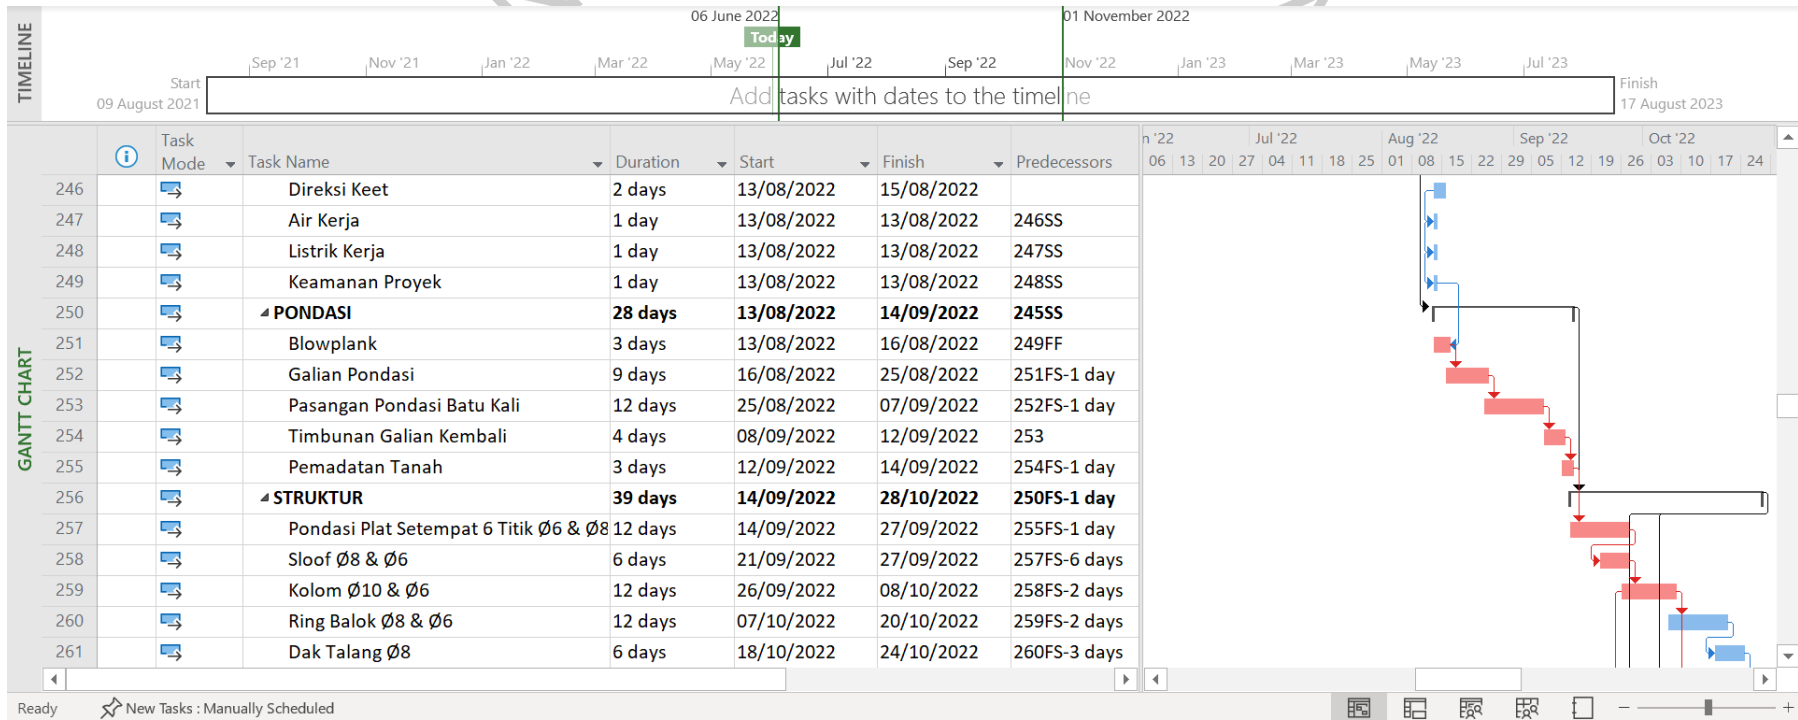 TIMELINE
06 June 2022
01 November 2022
Today
Sep '21 Nov '21 Jan '22 Mar '22 May '22 Jul '22 Sep '22 Nov '22 Jan '23 Mar '23 May '23 Jul '23
Start
09 August 2021
Add tasks with dates to the timeline
Finish
17 August 2023
GANTT CHART
Task Mode Task Name Duration Start Finish Predecessors
n '22 Jul '22 Aug '22 Sep '22 Oct '22
06 13 20 27 04 11 18 25 01 08 15 22 29 05 12 19 26 03 10 17 24
246 Direksi Keet 2 days 13/08/2022 15/08/2022
247 Air Kerja 1 day 13/08/2022 13/08/2022 246SS
248 Listrik Kerja 1 day 13/08/2022 13/08/2022 247SS
249 Keamanan Proyek 1 day 13/08/2022 13/08/2022 248SS
250 PONDASI 28 days 13/08/2022 14/09/2022 245SS
251 Blowplank 3 days 13/08/2022 16/08/2022 249FF
252 Galian Pondasi 9 days 16/08/2022 25/08/2022 251FS-1 day
253 Pasangan Pondasi Batu Kali 12 days 25/08/2022 07/09/2022 252FS-1 day
254 Timbunan Galian Kembali 4 days 08/09/2022 12/09/2022 253
255 Pemadatan Tanah 3 days 12/09/2022 14/09/2022 254FS-1 day
256 STRUKTUR 39 days 14/09/2022 28/10/2022 250FS-1 day
257 Pondasi Plat Setempat 6 Titik Ø6 & Ø8 12 days 14/09/2022 27/09/2022 255FS-1 day
258 Sloof Ø8 & Ø6 6 days 21/09/2022 27/09/2022 257FS-6 days
259 Kolom Ø10 & Ø6 12 days 26/09/2022 08/10/2022 258FS-2 days
260 Ring Balok Ø8 & Ø6 12 days 07/10/2022 20/10/2022 259FS-2 days
261 Dak Talang Ø8 6 days 18/10/2022 24/10/2022 260FS-3 days
Ready New Tasks : Manually Scheduled